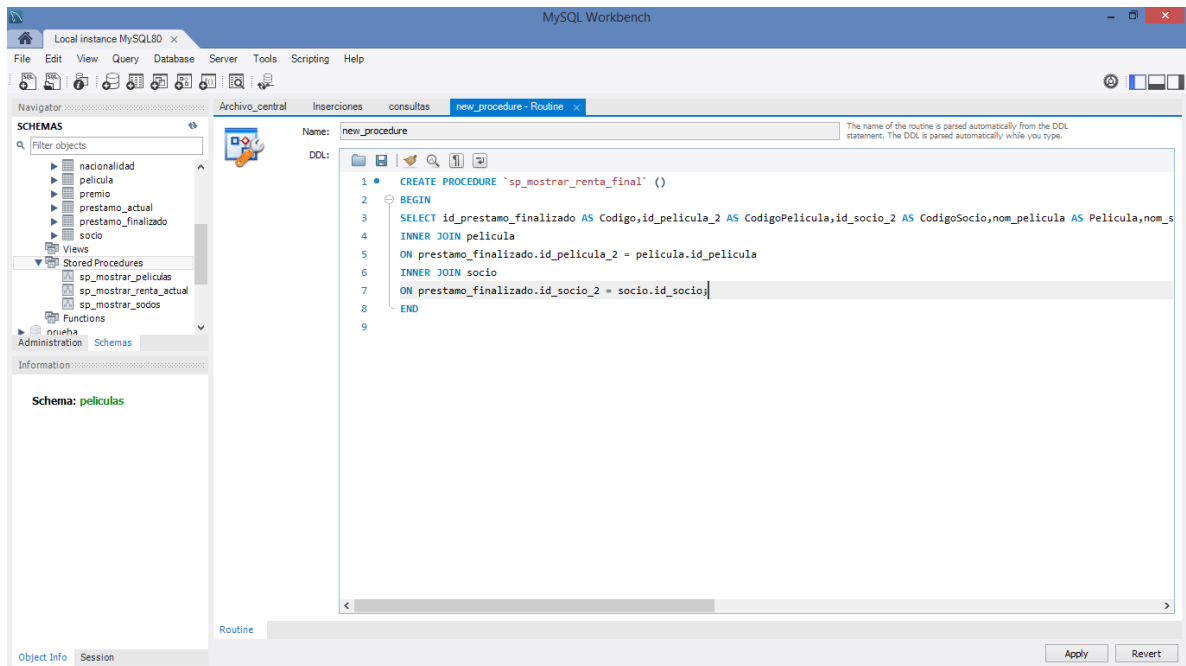 MySQL Workbench
Local instance MySQL80
File Edit View Query Database Server Tools Scripting Help
Navigator
SCHEMAS
Filter objects
nacionalidad
pelicula
premio
prestamo_actual
prestamo_finalizado
socio
Views
Stored Procedures
sp_mostrar_peliculas
sp_mostrar_renta_actual
sp_mostrar_socios
Functions
prueba
Administration Schemas
Information
Schema: peliculas
Object Info Session
Archivo_central Inserciones consultas new_procedure - Routine
Name: new_procedure
The name of the routine is parsed automatically from the DDL
statement. The DDL is parsed automatically while you type.
DDL:
1 CREATE PROCEDURE `sp_mostrar_renta_final` ()
2 BEGIN
3 SELECT id_prestamo_finalizado AS Codigo,id_pelicula_2 AS CodigoPelicula,id_socio_2 AS CodigoSocio,nom_pelicula AS Pelicula,nom_s
4 INNER JOIN pelicula
5 ON prestamo_finalizado.id_pelicula_2 = pelicula.id_pelicula
6 INNER JOIN socio
7 ON prestamo_finalizado.id_socio_2 = socio.id_socio;
8 END
9
Routine
Apply Revert